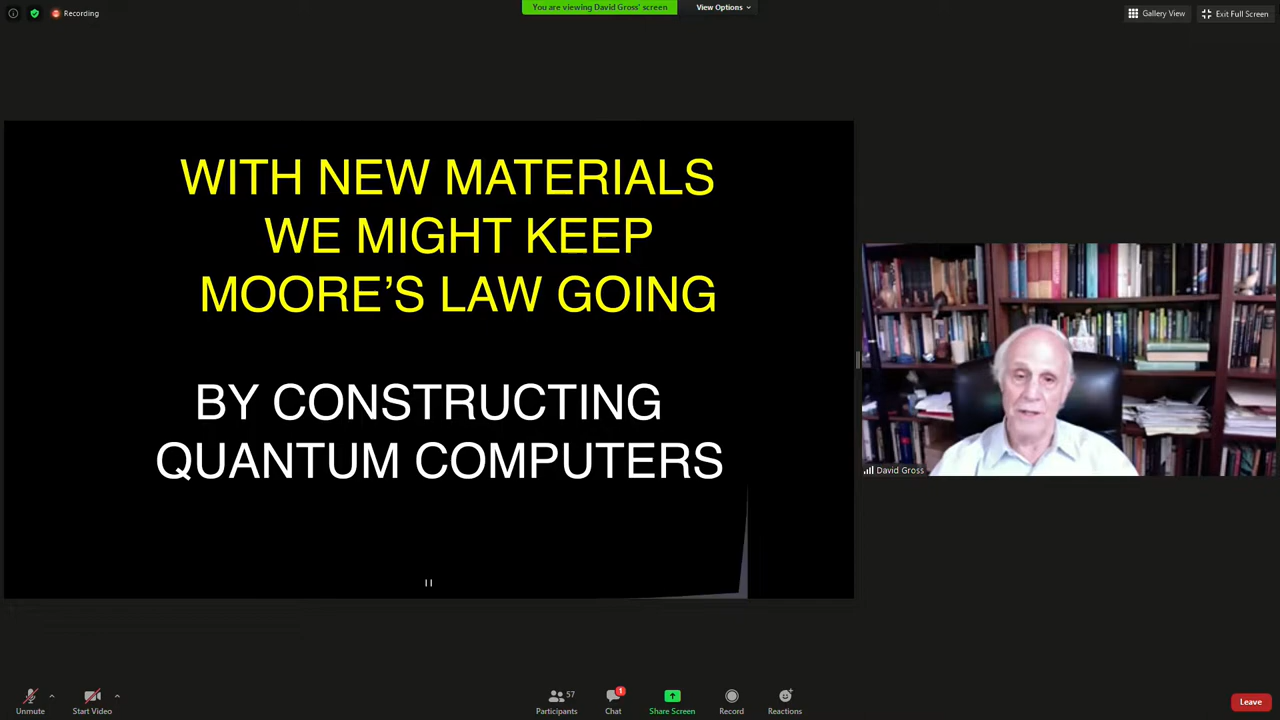 Recording
You are viewing David Gross' screen
View Options
Gallery View
Exit Full Screen
WITH NEW MATERIALS
WE MIGHT KEEP
MOORE'S LAW GOING
BY CONSTRUCTING
QUANTUM COMPUTERS
David Gross
Unmute
Start Video
57
Participants
1
Chat
Share Screen
Record
Reactions
Leave